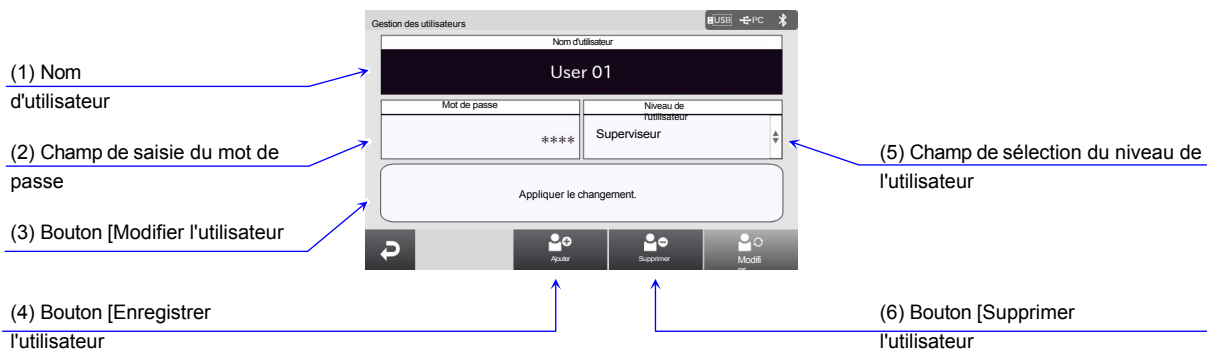 Gestion des utilisateurs
USB PC
Nom d'utilisateur
User 01
(1) Nom
d'utilisateur
Mot de passe
Niveau de
l'utilisateur
****
Superviseur
(2) Champ de saisie du mot de
passe
(5) Champ de sélection du niveau de
l'utilisateur
Appliquer le changement.
(3) Bouton [Modifier l'utilisateur
Ajouter
Supprimer
Modifi
er
(4) Bouton [Enregistrer
l'utilisateur
(6) Bouton [Supprimer
l'utilisateur